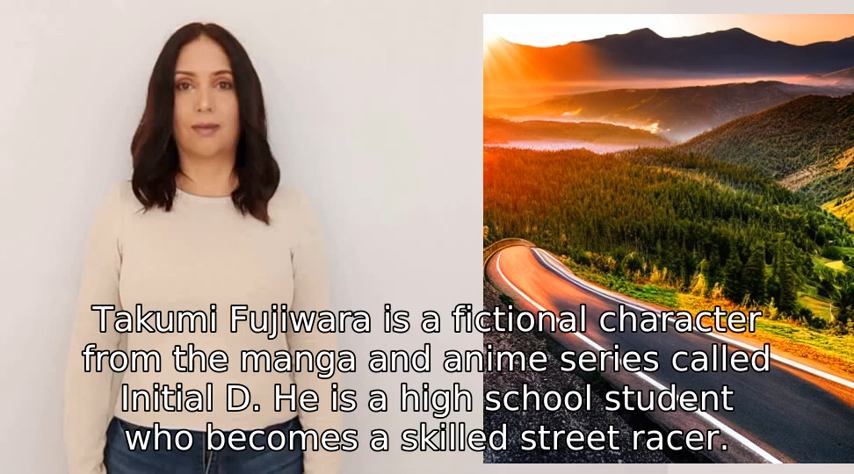 Takumi Fujiwara is a fictional character
from the manga and anime series called
Initial D. He is a high school student
who becomes a skilled street racer.